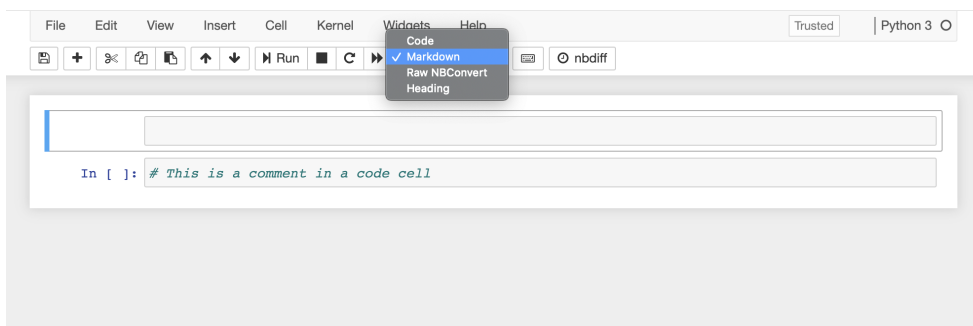 File Edit View Insert Cell Kernel Widgets Help Trusted Python 3
Code
Run ✓ Markdown nbdiff
Raw NBConvert
Heading
In [ ]: # This is a comment in a code cell